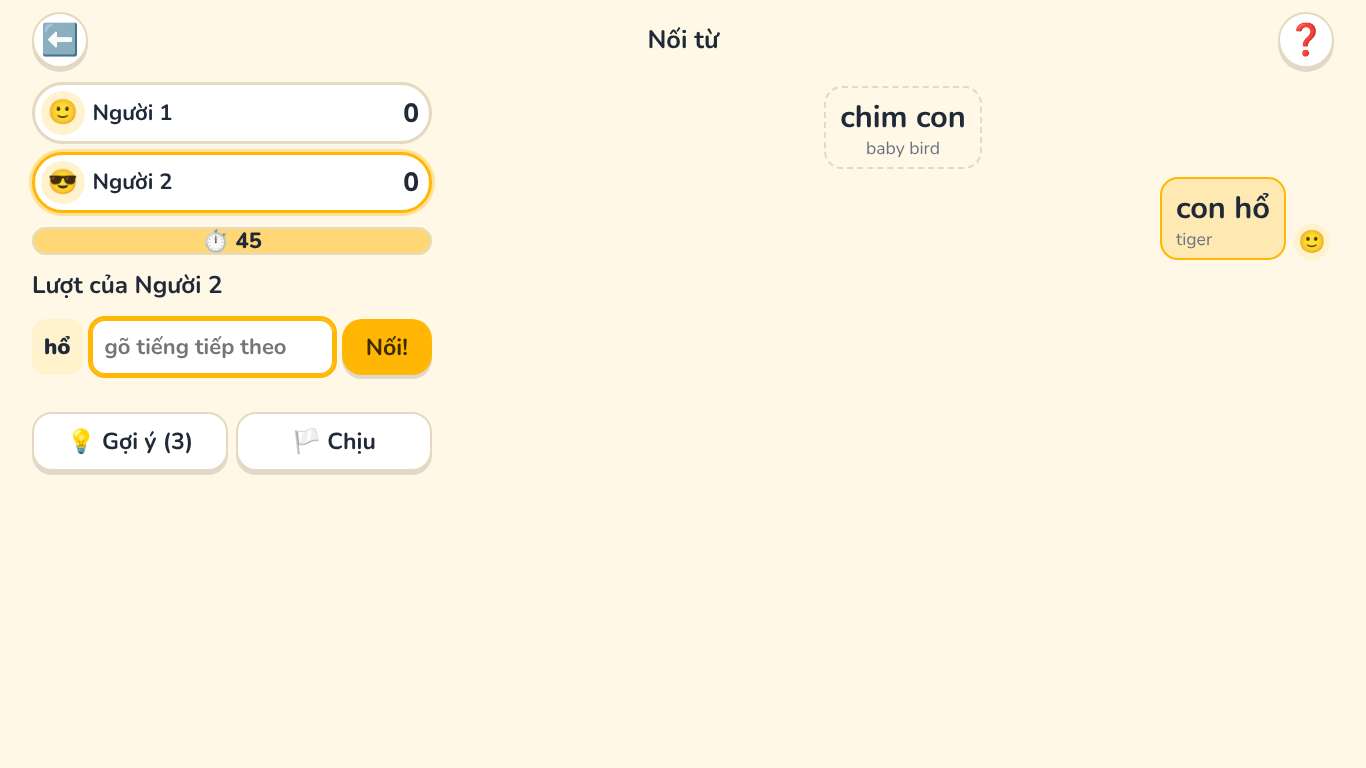 Nối từ
Người 1
0
Người 2
0
45
Lượt của Người 2
hổ
gõ tiếng tiếp theo
Nối!
Gợi ý (3)
Chịu
chim con
baby bird
con hổ
tiger